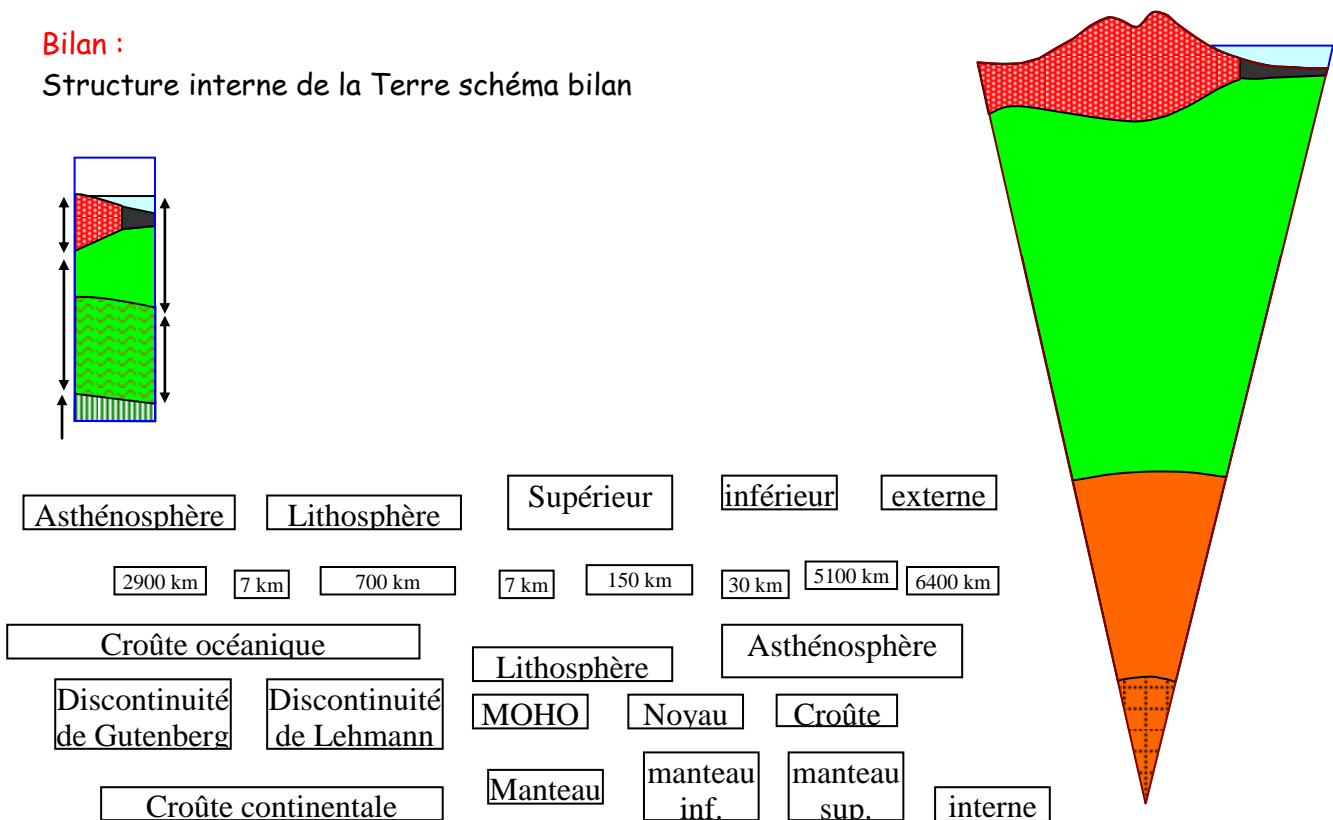 Bilan :
Structure interne de la Terre schéma bilan
Asthénosphère
Lithosphère
Supérieur
inférieur
externe
2900 km
7 km
700 km
7 km
150 km
30 km
5100 km
6400 km
Croûte océanique
Lithosphère
Asthénosphère
Discontinuité
de Gutenberg
Discontinuité
de Lehmann
MOHO
Noyau
Croûte
Croûte continentale
Manteau
manteau
inf.
manteau
sup.
interne